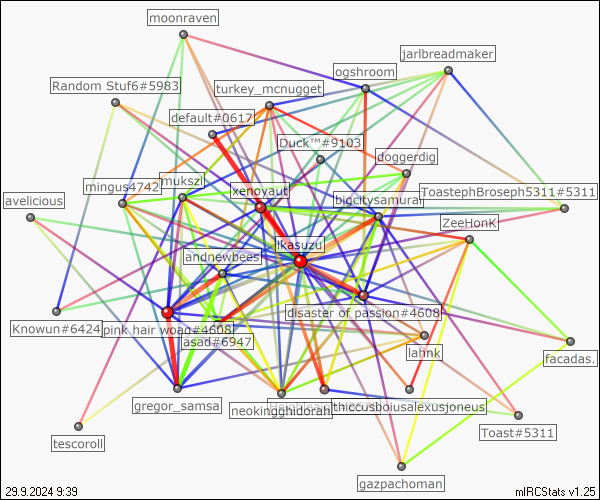 moonraven
jarlbreadmaker
ogshroom
Random Stuf6#5983
turkey_mcnugget
default#0617
Duck™#9103
doggerdig
mukszi
mingus4742
xenoyaut
bigcitysamurai
ToastephBroseph5311#5311
avelicious
ZeeHonK
ikasuzu
andnewbees
disaster of passion#4608
Knowun#6424
pink hair woag#4608
asad#6947
lahnk
facadas.
gregor_samsa
neokingghidorah
thiccusboiusalexusjoneus
Toast#5311
tescoroll
gazpachoman
29.9.2024 9:39
mIRCStats v1.25